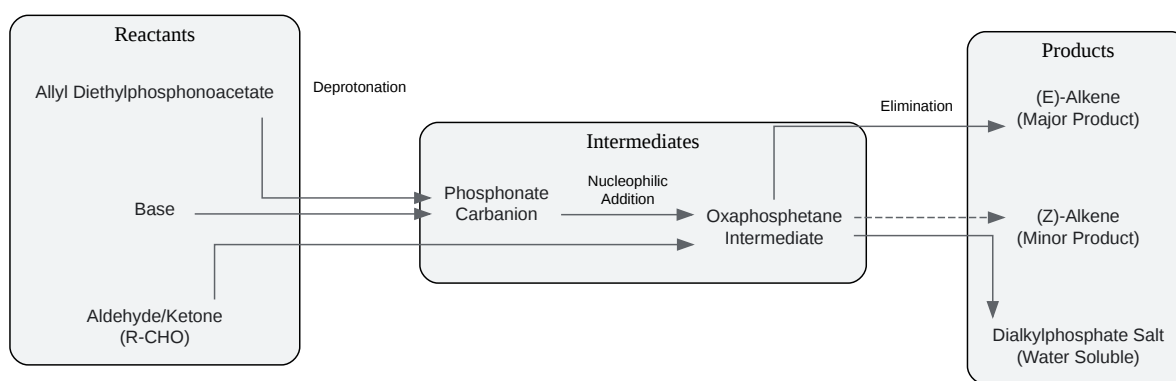 Reactants
Allyl Diethylphosphonoacetate
Base
Aldehyde/Ketone
(R-CHO)
Deprotonation
Intermediates
Phosphonate
Carbanion
Nucleophilic
Addition
Oxaphosphetane
Intermediate
Elimination
Products
(E)-Alkene
(Major Product)
(Z)-Alkene
(Minor Product)
Dialkylphosphate Salt
(Water Soluble)